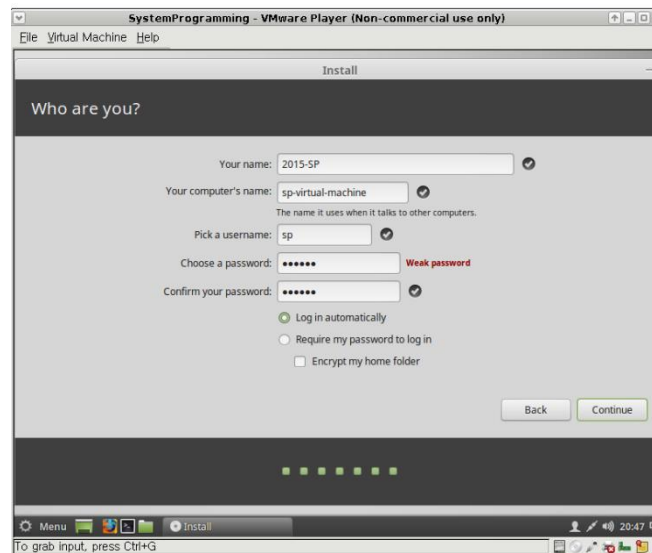 SystemProgramming - VMware Player (Non-commercial use only)
File Virtual Machine Help
Install
Who are you?
Your name: 2015-SP
Your computer's name: sp-virtual-machine
The name it uses when it talks to other computers.
Pick a username: sp
Choose a password: •••••• Weak password
Confirm your password: ••••••
Log in automatically
Require my password to log in
Encrypt my home folder
Back Continue
Menu Install 20:47
To grab input, press Ctrl+G